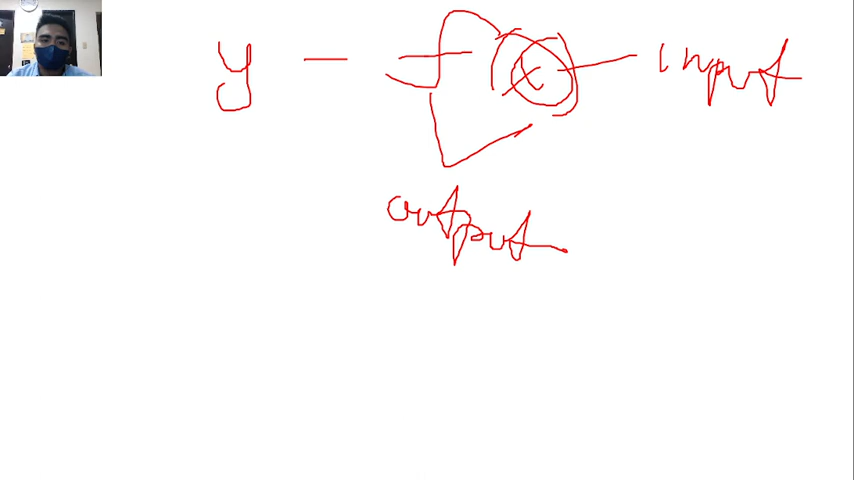 y = f(x) input
output